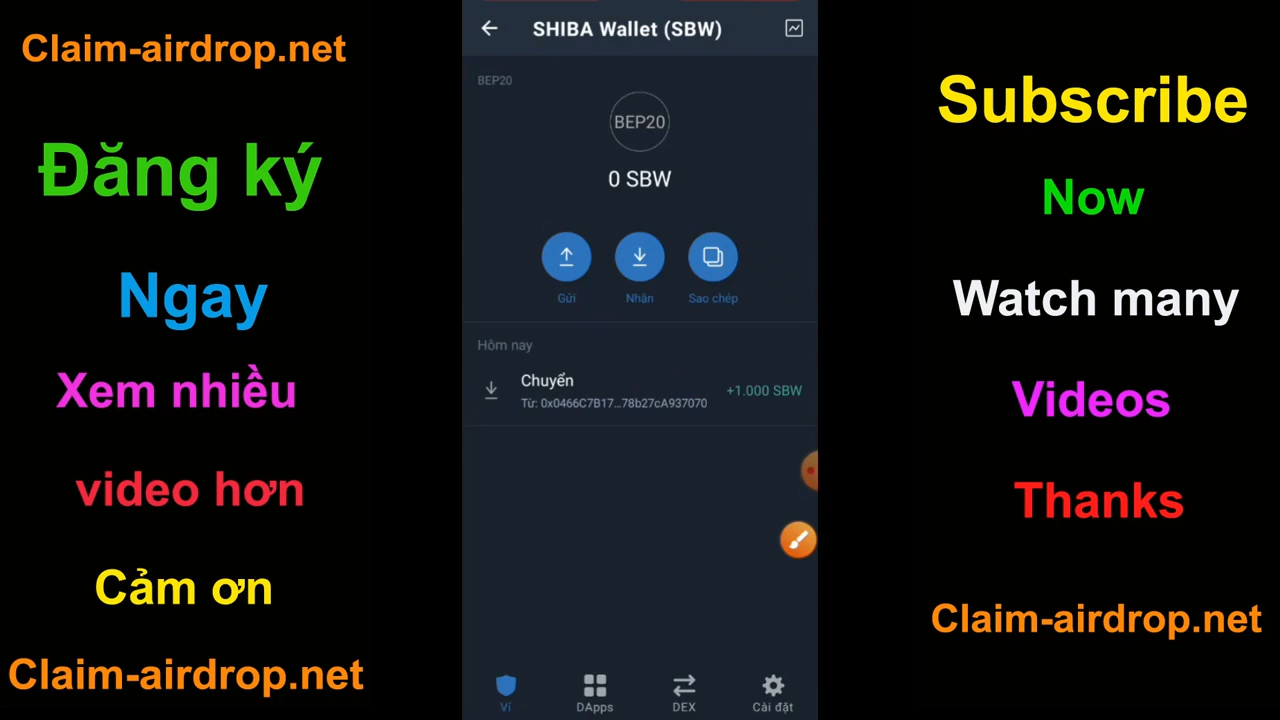 Claim-airdrop.net
Đăng ký
Ngay
Xem nhiều
video hơn
Cảm ơn
Claim-airdrop.net
SHIBA Wallet (SBW)
BEP20
BEP20
0 SBW
Gửi Nhận Sao chép
Hôm nay
Chuyển
+1.000 SBW
Từ: 0x0466C7B17...78b27cA937070
Ví DApps DEX Cài đặt
Subscribe
Now
Watch many
Videos
Thanks
Claim-airdrop.net